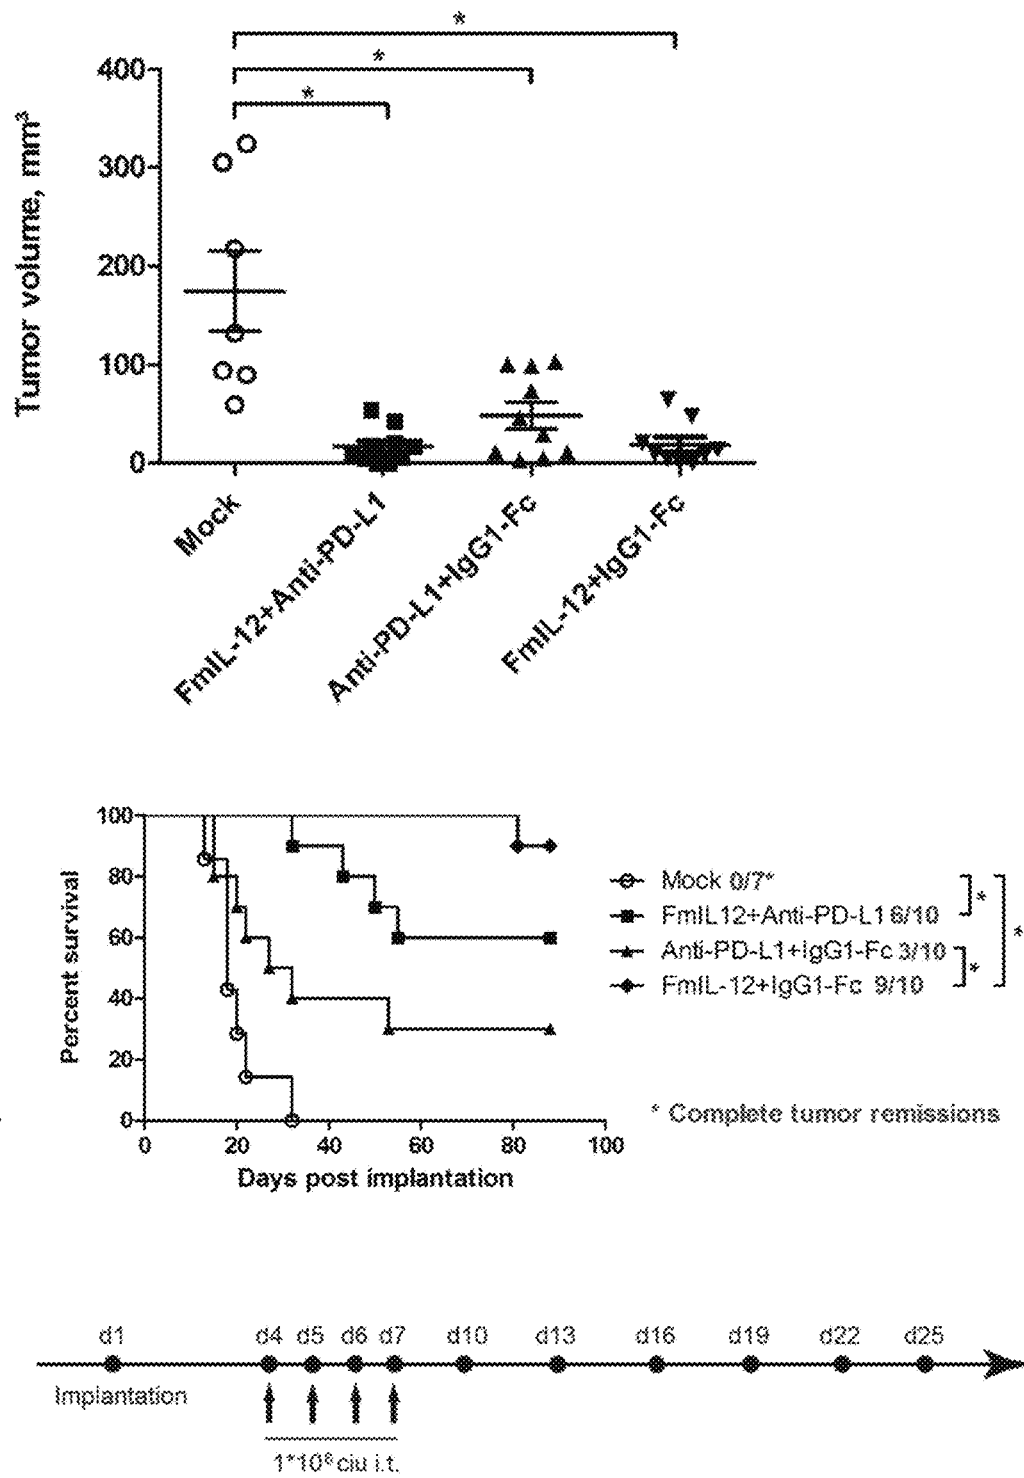 *
*
*
400
300
200
100
0
Tumor volume, mm³
Mock
FmIL-12+Anti-PD-L1
Anti-PD-L1+IgG1-Fc
FmIL-12+IgG1-Fc
100
80
60
40
20
0
Percent survival
0 20 40 60 80 100
Days post implantation
Mock 0/7*
FmIL12+Anti-PD-L1 6/10
Anti-PD-L1+IgG1-Fc 3/10
FmIL-12+IgG1-Fc 9/10
*
*
*
* Complete tumor remissions
d1 d4 d5 d6 d7 d10 d13 d16 d19 d22 d25
Implantation
ciu i.t.